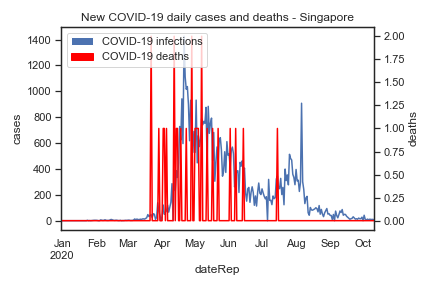 New COVID-19 daily cases and deaths - Singapore
COVID-19 infections
COVID-19 deaths
1400
1200
1000
800
600
400
200
0
cases
2.00
1.75
1.50
1.25
1.00
0.75
0.50
0.25
0.00
deaths
Jan Feb Mar Apr May Jun Jul Aug Sep Oct
2020
dateRep